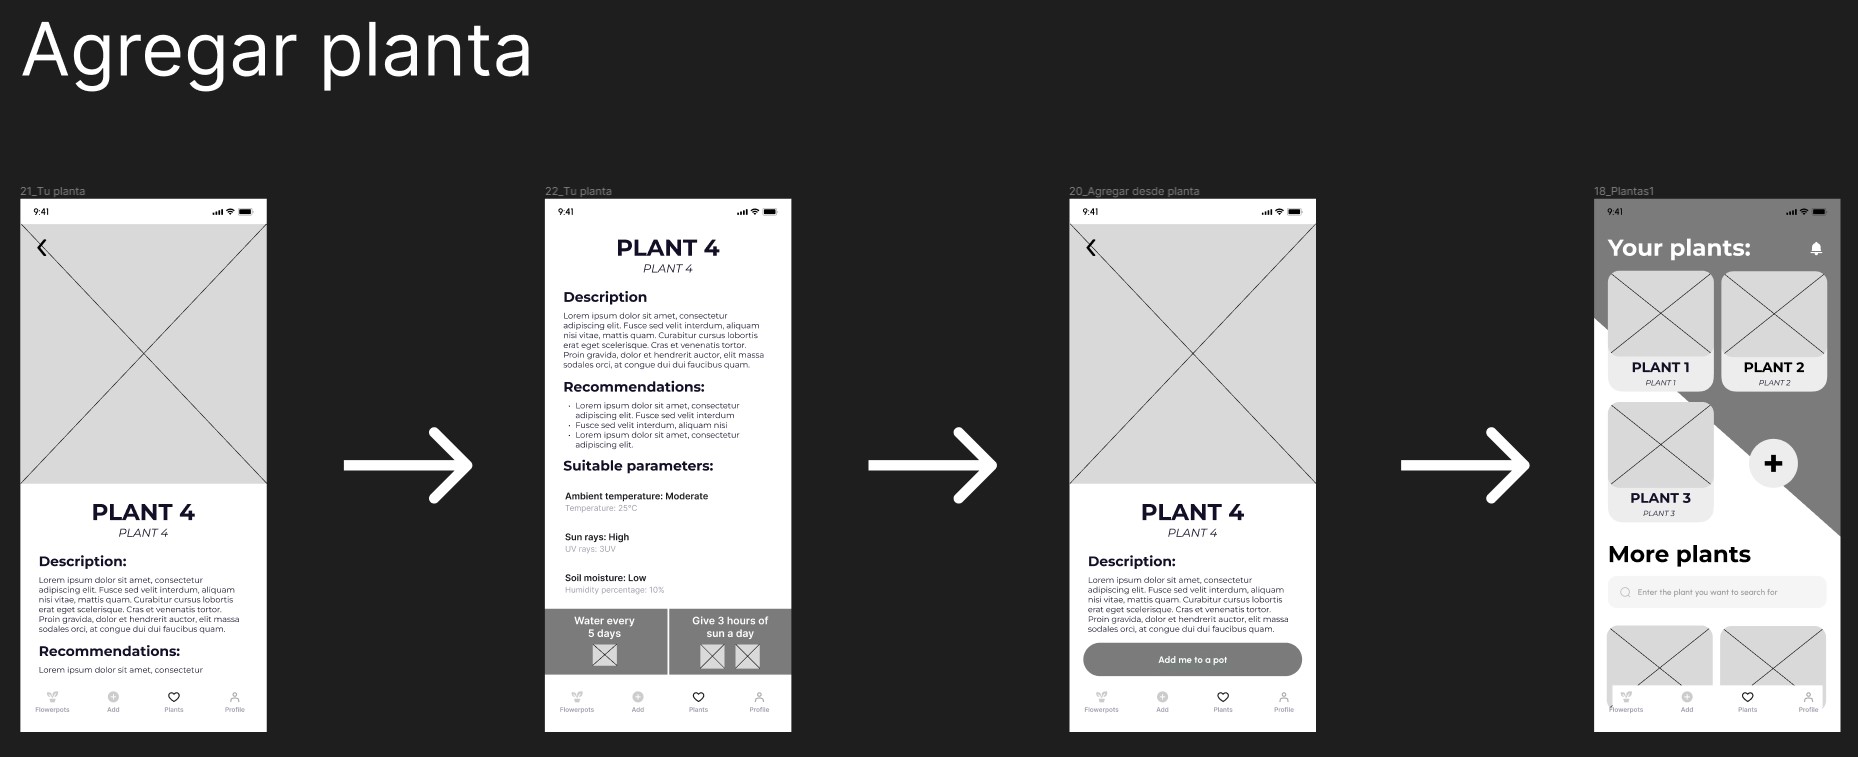 Agregar planta
21_Tu planta
9:41
PLANT 4
PLANT 4
Description:
Lorem ipsum dolor sit amet, consectetur
adipiscing elit. Fusce sed velit interdum, aliquam
nisi vitae, mattis quam. Curabitur cursus lobortis
erat eget scelerisque. Cras et venenatis tortor.
Proin gravida, dolor et hendrerit auctor, elit massa
sodales orci, at congue dui dui faucibus quam.
Recommendations:
Lorem ipsum dolor sit amet, consectetur
Flowerpots
Add
Plants
Profile
22_Tu planta
9:41
PLANT 4
PLANT 4
Description
Lorem ipsum dolor sit amet, consectetur
adipiscing elit. Fusce sed velit interdum, aliquam
nisi vitae, mattis quam. Curabitur cursus lobortis
erat eget scelerisque. Cras et venenatis tortor.
Proin gravida, dolor et hendrerit auctor, elit massa
sodales orci, at congue dui dui faucibus quam.
Recommendations:
• Lorem ipsum dolor sit amet, consectetur
adipiscing elit. Fusce sed velit interdum
• Fusce sed velit interdum, aliquam nisi
• Lorem ipsum dolor sit amet, consectetur
adipiscing elit.
Suitable parameters:
Ambient temperature: Moderate
Temperature: 25°C
Sun rays: High
UV rays: 3UV
Soil moisture: Low
Humidity percentage: 10%
Water every
5 days
Give 3 hours of
sun a day
Flowerpots
Add
Plants
Profile
20_Agregar desde planta
9:41
PLANT 4
PLANT 4
Description:
Lorem ipsum dolor sit amet, consectetur
adipiscing elit. Fusce sed velit interdum, aliquam
nisi vitae, mattis quam. Curabitur cursus lobortis
erat eget scelerisque. Cras et venenatis tortor.
Proin gravida, dolor et hendrerit auctor, elit massa
sodales orci, at congue dui dui faucibus quam.
Add me to a pot
Flowerpots
Add
Plants
Profile
18_Plantas1
9:41
Your plants:
PLANT 1
PLANT 1
PLANT 2
PLANT 2
PLANT 3
PLANT 3
More plants
Enter the plant you want to search for
Flowerpots
Add
Plants
Profile